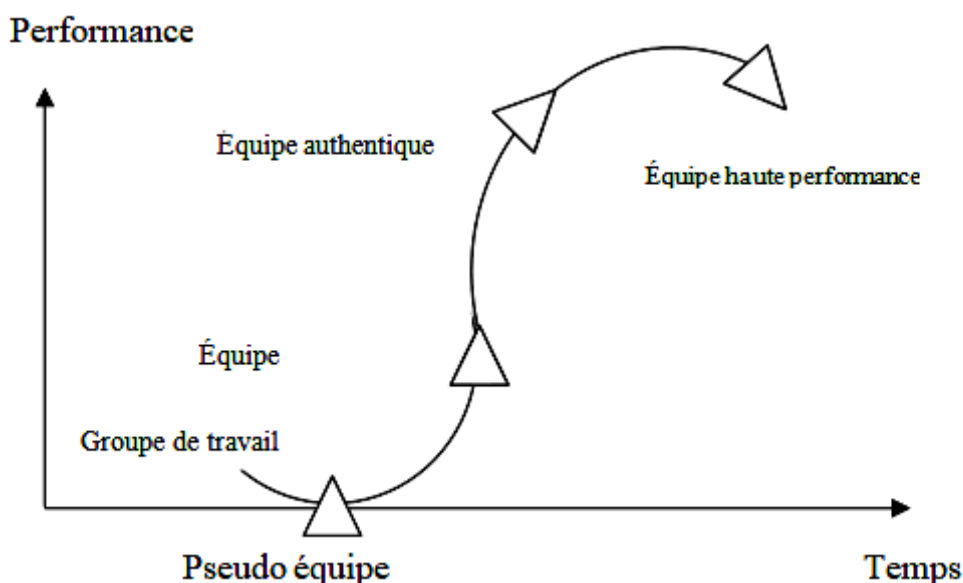 Performance
Équipe authentique
Équipe haute performance
Équipe
Groupe de travail
Pseudo équipe
Temps